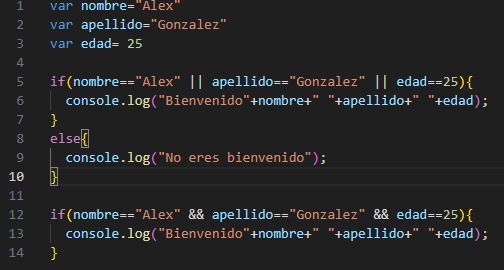 1 var nombre="Alex"
2 var apellido="Gonzalez"
3 var edad= 25
4
5 if(nombre=="Alex" || apellido=="Gonzalez" || edad==25){
6 console.log("Bienvenido"+nombre+" "+apellido+" "+edad);
7 }
8 else{
9 console.log("No eres bienvenido");
10 }
11
12 if(nombre=="Alex" && apellido=="Gonzalez" && edad==25){
13 console.log("Bienvenido"+nombre+" "+apellido+" "+edad);
14 }